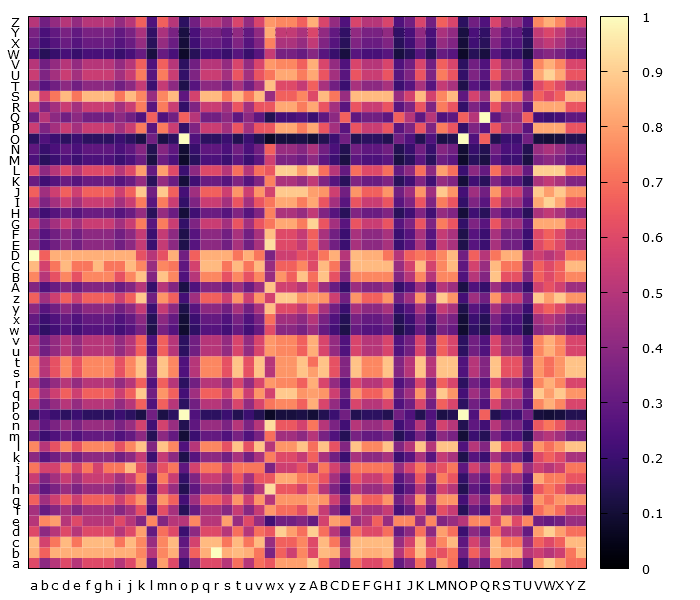 Z
Y
X
W
V
U
T
S
R
Q
P
O
N
M
L
K
J
I
H
G
F
E
D
C
B
A
z
y
x
w
v
u
t
s
r
q
p
o
n
m
l
k
j
i
h
g
f
e
d
c
b
a
a b c d e f g h i j k l m n o p q r s t u v w x y z A B C D E F G H I J K L M N O P Q R S T U V W X Y Z
1
0.9
0.8
0.7
0.6
0.5
0.4
0.3
0.2
0.1
0